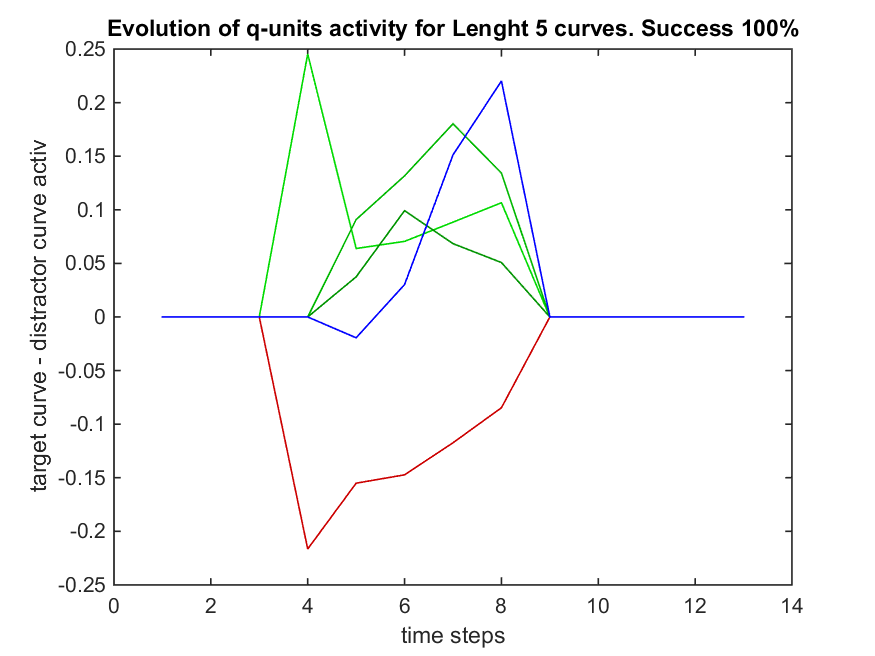 Evolution of q-units activity for Lenght 5 curves. Success 100%
0.25
0.2
0.15
0.1
0.05
0
-0.05
-0.1
-0.15
-0.2
-0.25
target curve - distractor curve activ
0 2 4 6 8 10 12 14
time steps